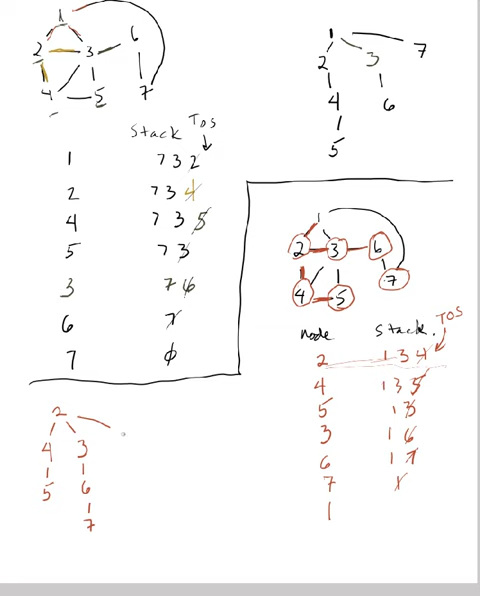 1
2 3 6
4 5 7
Stack TOS
1 7 3 2
2 7 3 4
4 7 3 5
5 7 3
3 7 6
6 7
7 ϕ
1
2 3 7
4 6
5
1
2 3 6
4 5 7
node Stack. TOS
2 1 3 4
4 1 3 5
5 1 3
3 1 6
6 1 7
7 1
1
2
4 3
5 6
7